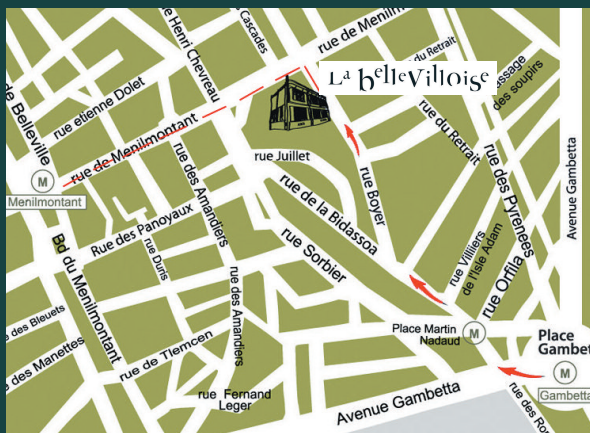 de Belleville
rue etienne Dolet
rue Henri Chevreau
Cascades
rue de Menilmontant
La bellevilloise
du Retrait
Passage
des soupirs
rue de Menilmontant
rue du Retrait
rue des PYRENEES
Avenue Gambetta
M
Menilmontant
rue Juillet
rue Boyer
rue des Amandiers
Rue des Panoyaux
rue Duris
rue de la Bidassoa
rue Sorbier
rue Villiers
de l'Isle Adam
rue Orfila
Bd du Menilmontant
rue des Amandiers
e des Bleuets
e des Manettes
rue de Tlemcen
rue Fernand
Leger
Place Martin
Nadaud
M
Place
Gambet
M
Gambetta
Avenue Gambetta
rue des Ro